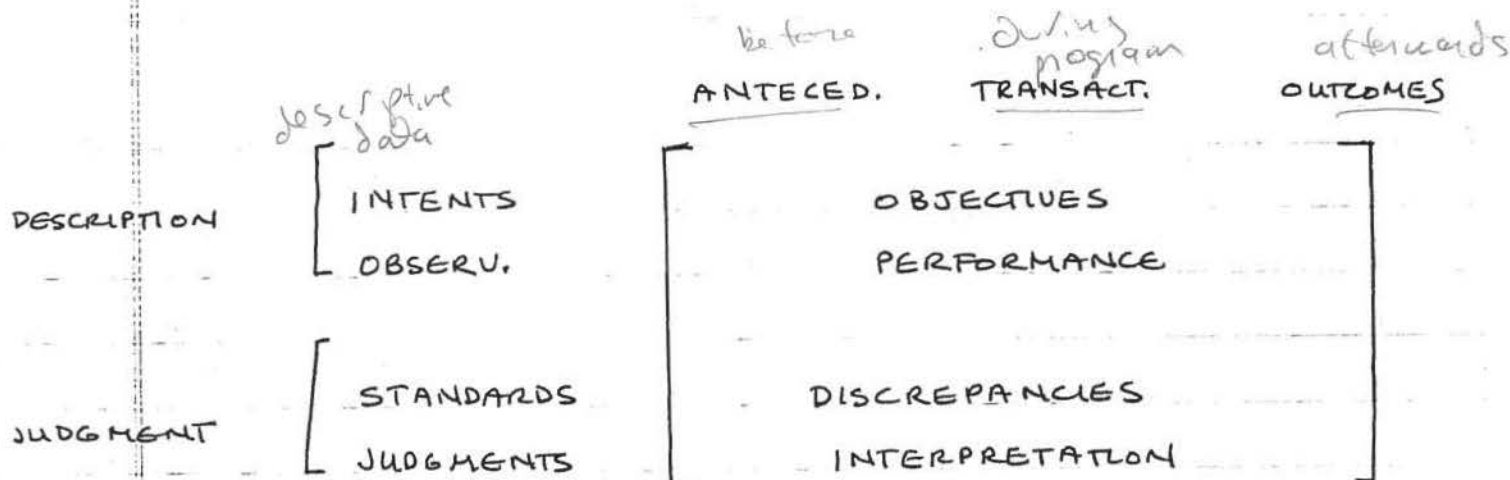 before during program afterwards
ANTECED. TRANSACT. OUTCOMES
descriptive data
DESCRIPTION INTENTS OBJECTIVES
OBSERV. PERFORMANCE
STANDARDS DISCREPANCIES
JUDGMENT JUDGMENTS INTERPRETATION